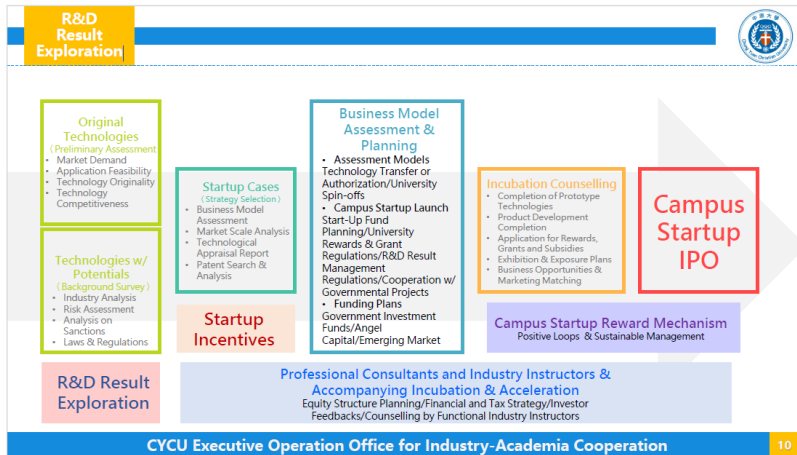 R&D
Result
Exploration
Original
Technologies
(Preliminary Assessment)
• Market Demand
• Application Feasibility
• Technology Originality
• Technology
Competitiveness
Technologies w/
Potentials
(Background Survey)
• Industry Analysis
• Risk Assessment
• Analysis on
Sanctions
• Laws & Regulations
R&D Result
Exploration
Startup Cases
(Strategy Selection)
• Business Model
Assessment
• Market Scale Analysis
• Technological
Appraisal Report
• Patent Search &
Analysis
Startup
Incentives
Business Model
Assessment &
Planning
• Assessment Models
Technology Transfer or
Authorization/University
Spin-offs
• Campus Startup Launch
Start-Up Fund
Planning/University
Rewards & Grant
Regulations/R&D Result
Management
Regulations/Cooperation w/
Governmental Projects
• Funding Plans
Government Investment
Funds/Angel
Capital/Emerging Market
Incubation Counselling
• Completion of Prototype
Technologies
• Product Development
Completion
• Application for Rewards,
Grants and Subsidies
• Exhibition & Exposure Plans
• Business Opportunities &
Marketing Matching
Campus
Startup
IPO
Campus Startup Reward Mechanism
Positive Loops & Sustainable Management
Professional Consultants and Industry Instructors &
Accompanying Incubation & Acceleration
Equity Structure Planning/Financial and Tax Strategy/Investor
Feedbacks/Counselling by Functional Industry Instructors
CYCU Executive Operation Office for Industry-Academia Cooperation
10